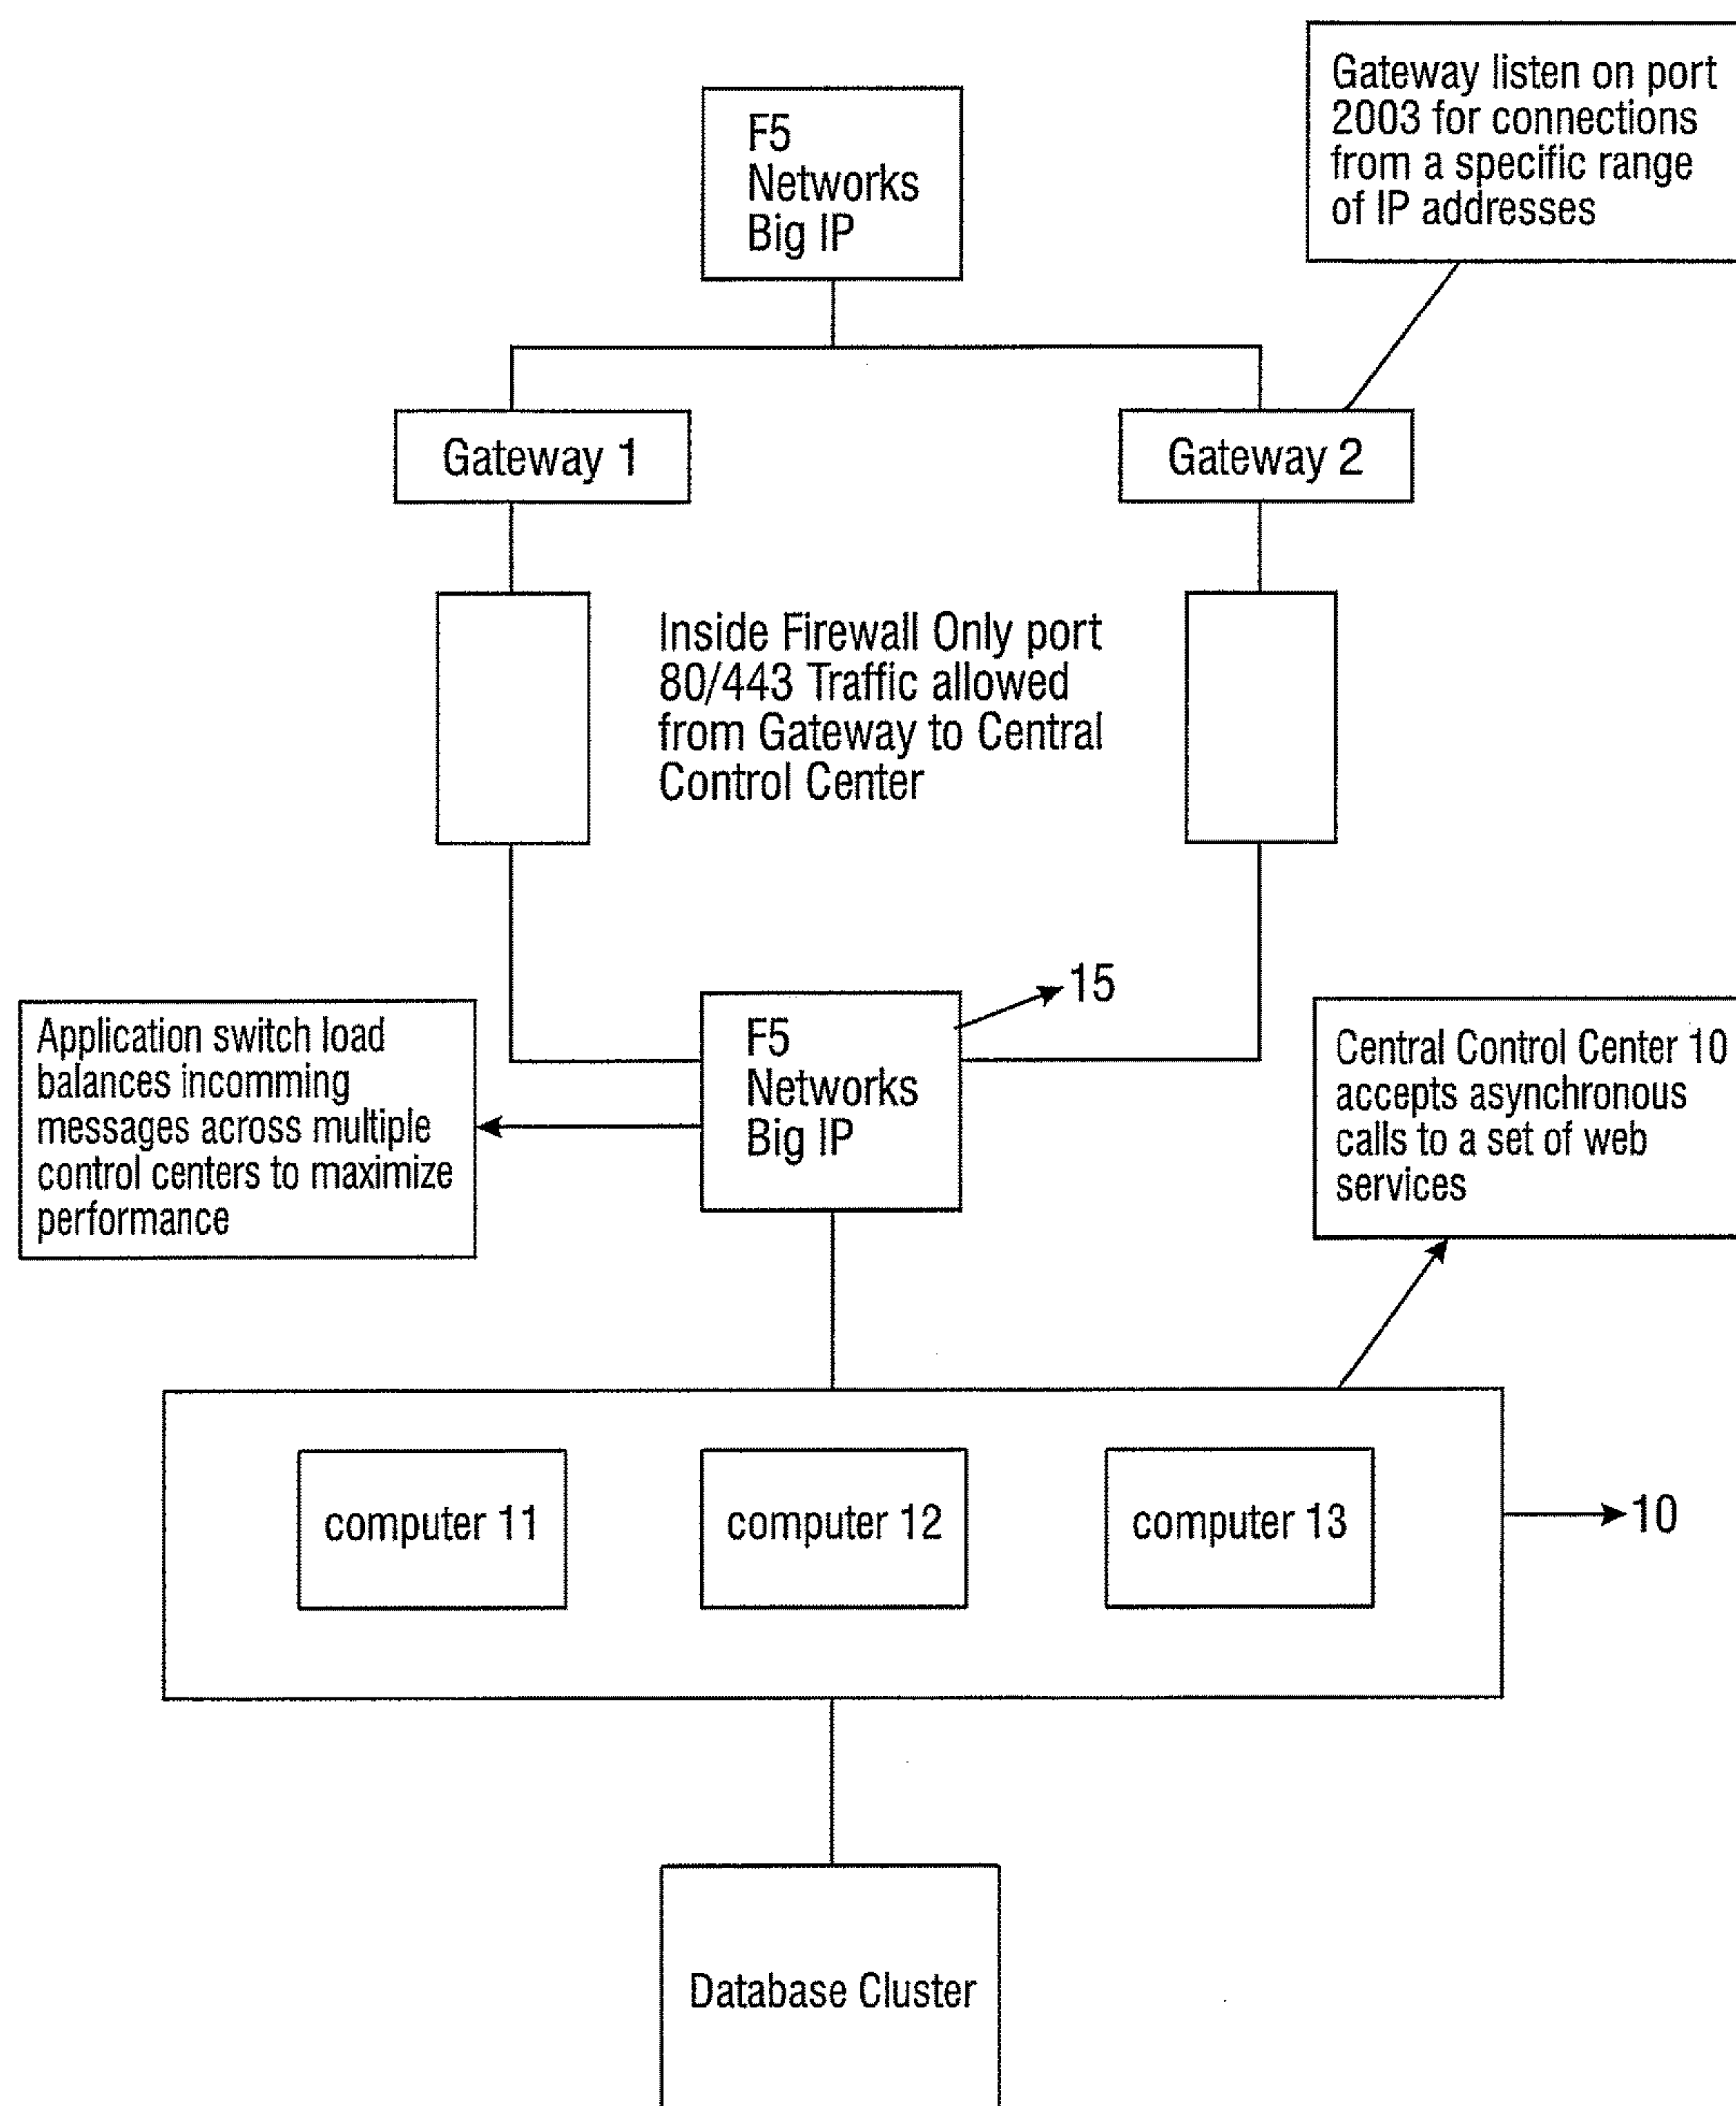 F5
Networks
Big IP
Gateway listen on port
2003 for connections
from a specific range
of IP addresses
Gateway 1
Gateway 2
Inside Firewall Only port
80/443 Traffic allowed
from Gateway to Central
Control Center
15
F5
Networks
Big IP
Application switch load
balances incomming
messages across multiple
control centers to maximize
performance
Central Control Center 10
accepts asynchronous
calls to a set of web
services
computer 11
computer 12
computer 13
10
Database Cluster